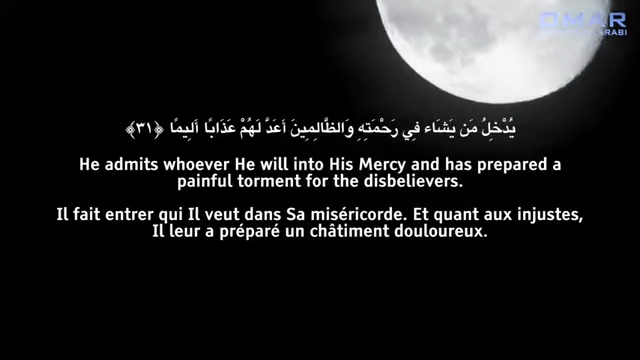 OMAR
ARABI
يُدْخِلُ مَن يَشَاء فِي رَحْمَتِهِ وَالظَّالِمِينَ أَعَدَّ لَهُمْ عَذَابًا أَلِيمًا ﴿٣١﴾
He admits whoever He will into His Mercy and has prepared a
painful torment for the disbelievers.
Il fait entrer qui Il veut dans Sa miséricorde. Et quant aux injustes,
Il leur a préparé un châtiment douloureux.